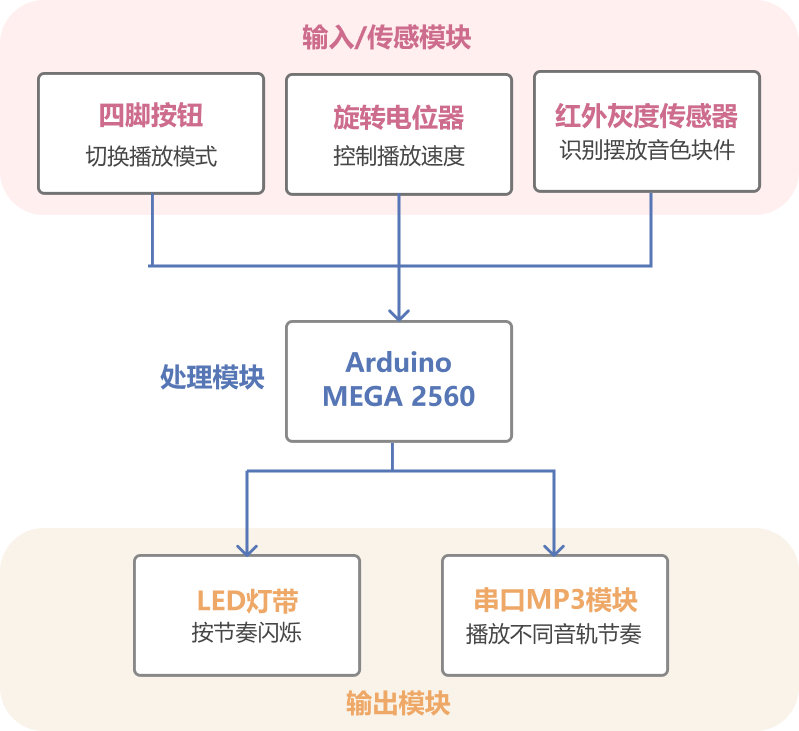 输入/传感模块
四脚按钮
切换播放模式
旋转电位器
控制播放速度
红外灰度传感器
识别摆放音色块件
处理模块
Arduino
MEGA 2560
LED灯带
按节奏闪烁
串口MP3模块
播放不同音轨节奏
输出模块